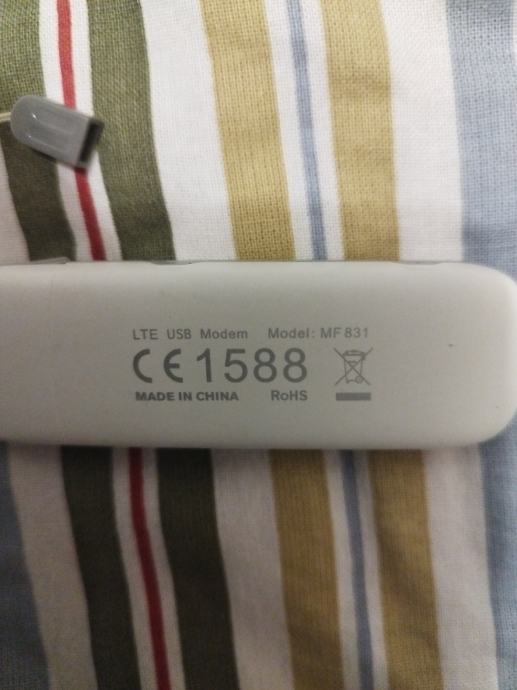 LTE USB Modem Model: MF831
CE1588
MADE IN CHINA RoHS